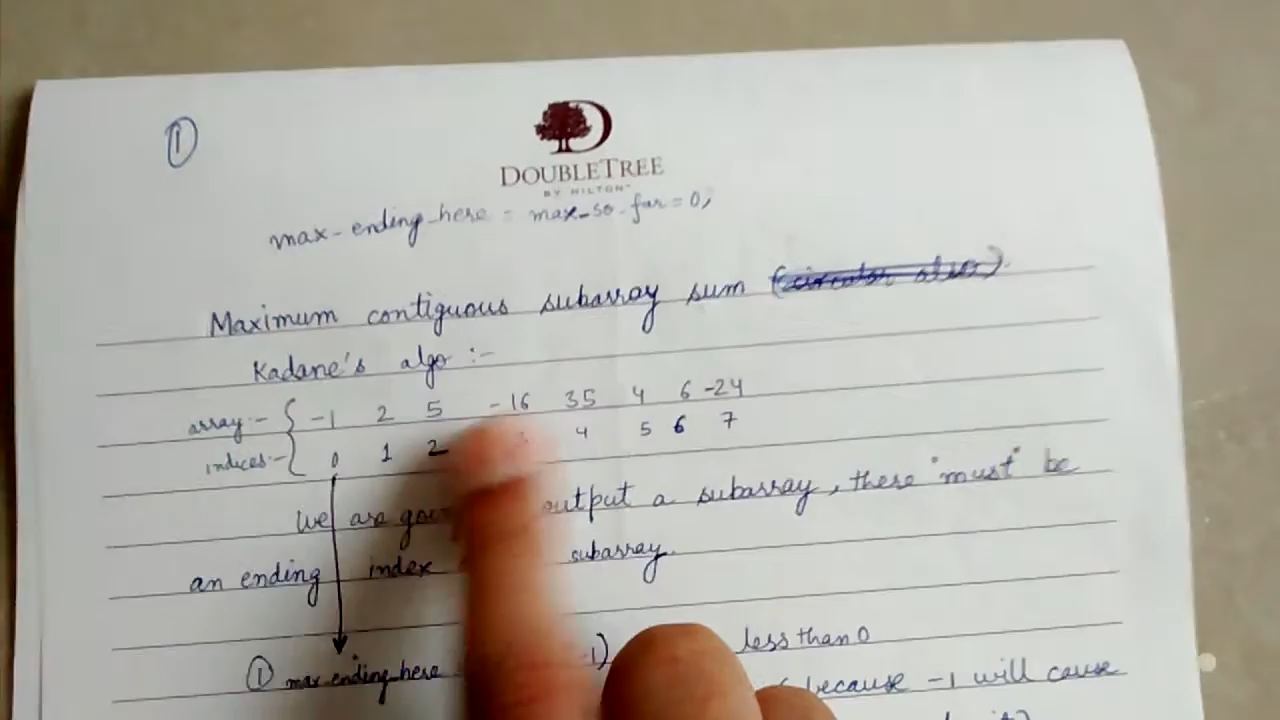 1
DOUBLETREE
BY HILTON
max-ending-here = max-so-far = 0;
Maximum contiguous subarray sum
Kadane's algo :-
array:- { -1 2 5 -16 35 4 6 -24
indices:- 0 1 2 4 5 6 7
We are output a subarray, there "must" be
an ending index subarray.
1 max-ending-here -1) less than 0
because -1 will cause